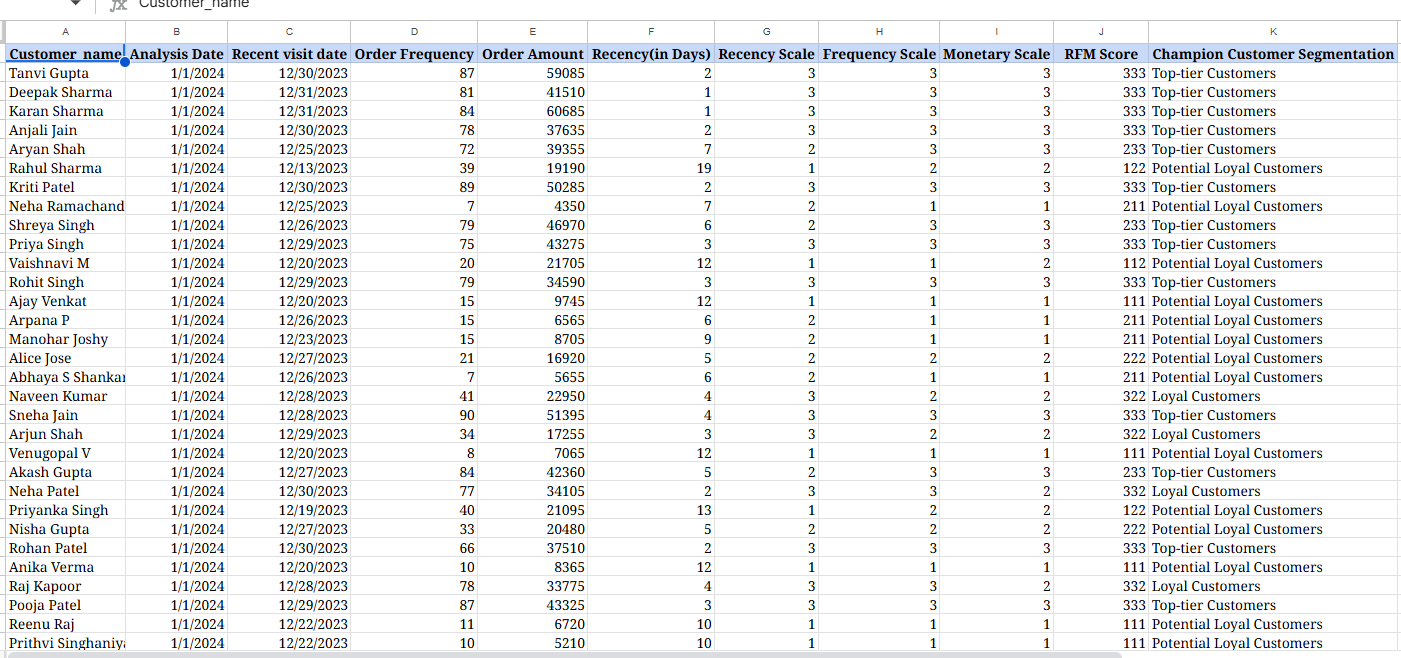 Customer_name
A B C D E F G H I J K
Customer_name Analysis Date Recent visit date Order Frequency Order Amount Recency(in Days) Recency Scale Frequency Scale Monetary Scale RFM Score Champion Customer Segmentation
Tanvi Gupta 1/1/2024 12/30/2023 87 59085 2 3 3 3 333 Top-tier Customers
Deepak Sharma 1/1/2024 12/31/2023 81 41510 1 3 3 3 333 Top-tier Customers
Karan Sharma 1/1/2024 12/31/2023 84 60685 1 3 3 3 333 Top-tier Customers
Anjali Jain 1/1/2024 12/30/2023 78 37635 2 3 3 3 333 Top-tier Customers
Aryan Shah 1/1/2024 12/25/2023 72 39355 7 2 3 3 233 Top-tier Customers
Rahul Sharma 1/1/2024 12/13/2023 39 19190 19 1 2 2 122 Potential Loyal Customers
Kriti Patel 1/1/2024 12/30/2023 89 50285 2 3 3 3 333 Top-tier Customers
Neha Ramachand 1/1/2024 12/25/2023 7 4350 7 2 1 1 211 Potential Loyal Customers
Shreya Singh 1/1/2024 12/26/2023 79 46970 6 2 3 3 233 Top-tier Customers
Priya Singh 1/1/2024 12/29/2023 75 43275 3 3 3 3 333 Top-tier Customers
Vaishnavi M 1/1/2024 12/20/2023 20 21705 12 1 1 2 112 Potential Loyal Customers
Rohit Singh 1/1/2024 12/29/2023 79 34590 3 3 3 3 333 Top-tier Customers
Ajay Venkat 1/1/2024 12/20/2023 15 9745 12 1 1 1 111 Potential Loyal Customers
Arpana P 1/1/2024 12/26/2023 15 6565 6 2 1 1 211 Potential Loyal Customers
Manohar Joshy 1/1/2024 12/23/2023 15 8705 9 2 1 1 211 Potential Loyal Customers
Alice Jose 1/1/2024 12/27/2023 21 16920 5 2 2 2 222 Potential Loyal Customers
Abhaya S Shankar 1/1/2024 12/26/2023 7 5655 6 2 1 1 211 Potential Loyal Customers
Naveen Kumar 1/1/2024 12/28/2023 41 22950 4 3 2 2 322 Loyal Customers
Sneha Jain 1/1/2024 12/28/2023 90 51395 4 3 3 3 333 Top-tier Customers
Arjun Shah 1/1/2024 12/29/2023 34 17255 3 3 2 2 322 Loyal Customers
Venugopal V 1/1/2024 12/20/2023 8 7065 12 1 1 1 111 Potential Loyal Customers
Akash Gupta 1/1/2024 12/27/2023 84 42360 5 2 3 3 233 Top-tier Customers
Neha Patel 1/1/2024 12/30/2023 77 34105 2 3 3 2 332 Loyal Customers
Priyanka Singh 1/1/2024 12/19/2023 40 21095 13 1 2 2 122 Potential Loyal Customers
Nisha Gupta 1/1/2024 12/27/2023 33 20480 5 2 2 2 222 Potential Loyal Customers
Rohan Patel 1/1/2024 12/30/2023 66 37510 2 3 3 3 333 Top-tier Customers
Anika Verma 1/1/2024 12/20/2023 10 8365 12 1 1 1 111 Potential Loyal Customers
Raj Kapoor 1/1/2024 12/28/2023 78 33775 4 3 3 2 332 Loyal Customers
Pooja Patel 1/1/2024 12/29/2023 87 43325 3 3 3 3 333 Top-tier Customers
Reenu Raj 1/1/2024 12/22/2023 11 6720 10 1 1 1 111 Potential Loyal Customers
Prithvi Singhaniya 1/1/2024 12/22/2023 10 5210 10 1 1 1 111 Potential Loyal Customers